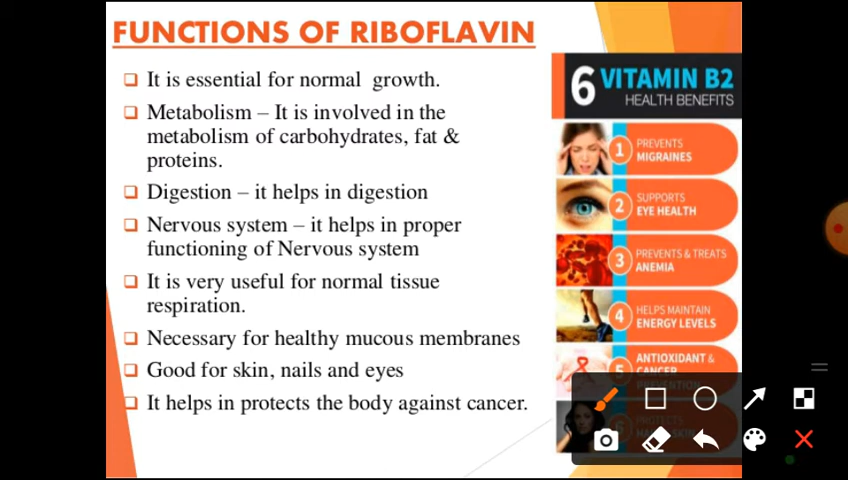 FUNCTIONS OF RIBOFLAVIN
It is essential for normal growth.
Metabolism – It is involved in the
metabolism of carbohydrates, fat &
proteins.
Digestion – it helps in digestion
Nervous system – it helps in proper
functioning of Nervous system
It is very useful for normal tissue
respiration.
Necessary for healthy mucous membranes
Good for skin, nails and eyes
It helps in protects the body against cancer.
6 VITAMIN B2
HEALTH BENEFITS
1 PREVENTS
MIGRAINES
2 SUPPORTS
EYE HEALTH
3 PREVENTS & TREATS
ANEMIA
4 HELPS MAINTAIN
ENERGY LEVELS
5 ANTIOXIDANT &
CANCER
PREVENTION
6 PROTECTS